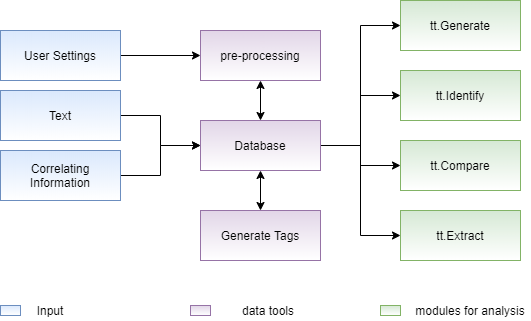 User Settings
Text
Correlating
Information
pre-processing
Database
Generate Tags
tt.Generate
tt.Identify
tt.Compare
tt.Extract
Input
data tools
modules for analysis